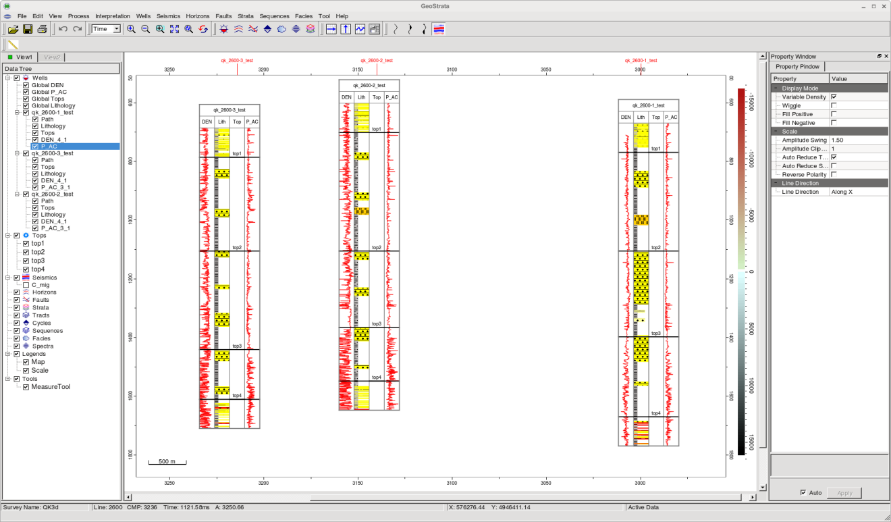 GeoStrata
File Edit View Process Interpretation Wells Seismics Horizons Faults Strata Sequences Facies Tool Help
Time
View1 View2
Data Tree
Wells
Global DEN
Global P_AC
Global Tops
Global Lithology
qk_2600-1_test
Path
Lithology
Tops
DEN_4_1
P_AC
qk_2600-3_test
Path
Tops
Lithology
DEN_4_1
P_AC_3_1
qk_2600-2_test
Path
Tops
Lithology
DEN_4_1
P_AC_3_1
Tops
top1
top2
top3
top4
Seismics
C_mig
Horizons
Faults
Strata
Tracts
Cycles
Sequences
Facies
Spectra
Legends
Map
Scale
Tools
MeasureTool
qk_2600-3_test qk_2600-2_test qk_2600-1_test
3250 3200 3150 3100 3050 3000
qk_2600-3_test
DEN Lith Top P_AC
top1
top2
top3
top4
qk_2600-2_test
DEN Lith Top P_AC
top1
top2
top3
top4
qk_2600-1_test
DEN Lith Top P_AC
top1
top2
top3
top4
500 m
3250 3200 3150 3100 3050 3000
15000
10000
5000
0
5000
10000
15000
Property Window
Property Window
Property Value
Display Mode
Variable Density
Wiggle
Fill Positive
Fill Negative
Scale
Amplitude Swing 1.50
Amplitude Clip ... 1
Auto Reduce T...
Auto Reduce S...
Reverse Polarity
Line Direction
Line Direction Along X
Auto Apply
Survey Name: QK3d Line: 2600 CMP: 3236 Time: 1121.58ms A: 3250.66 X: 576276.44 Y: 4946411.14 Active Data